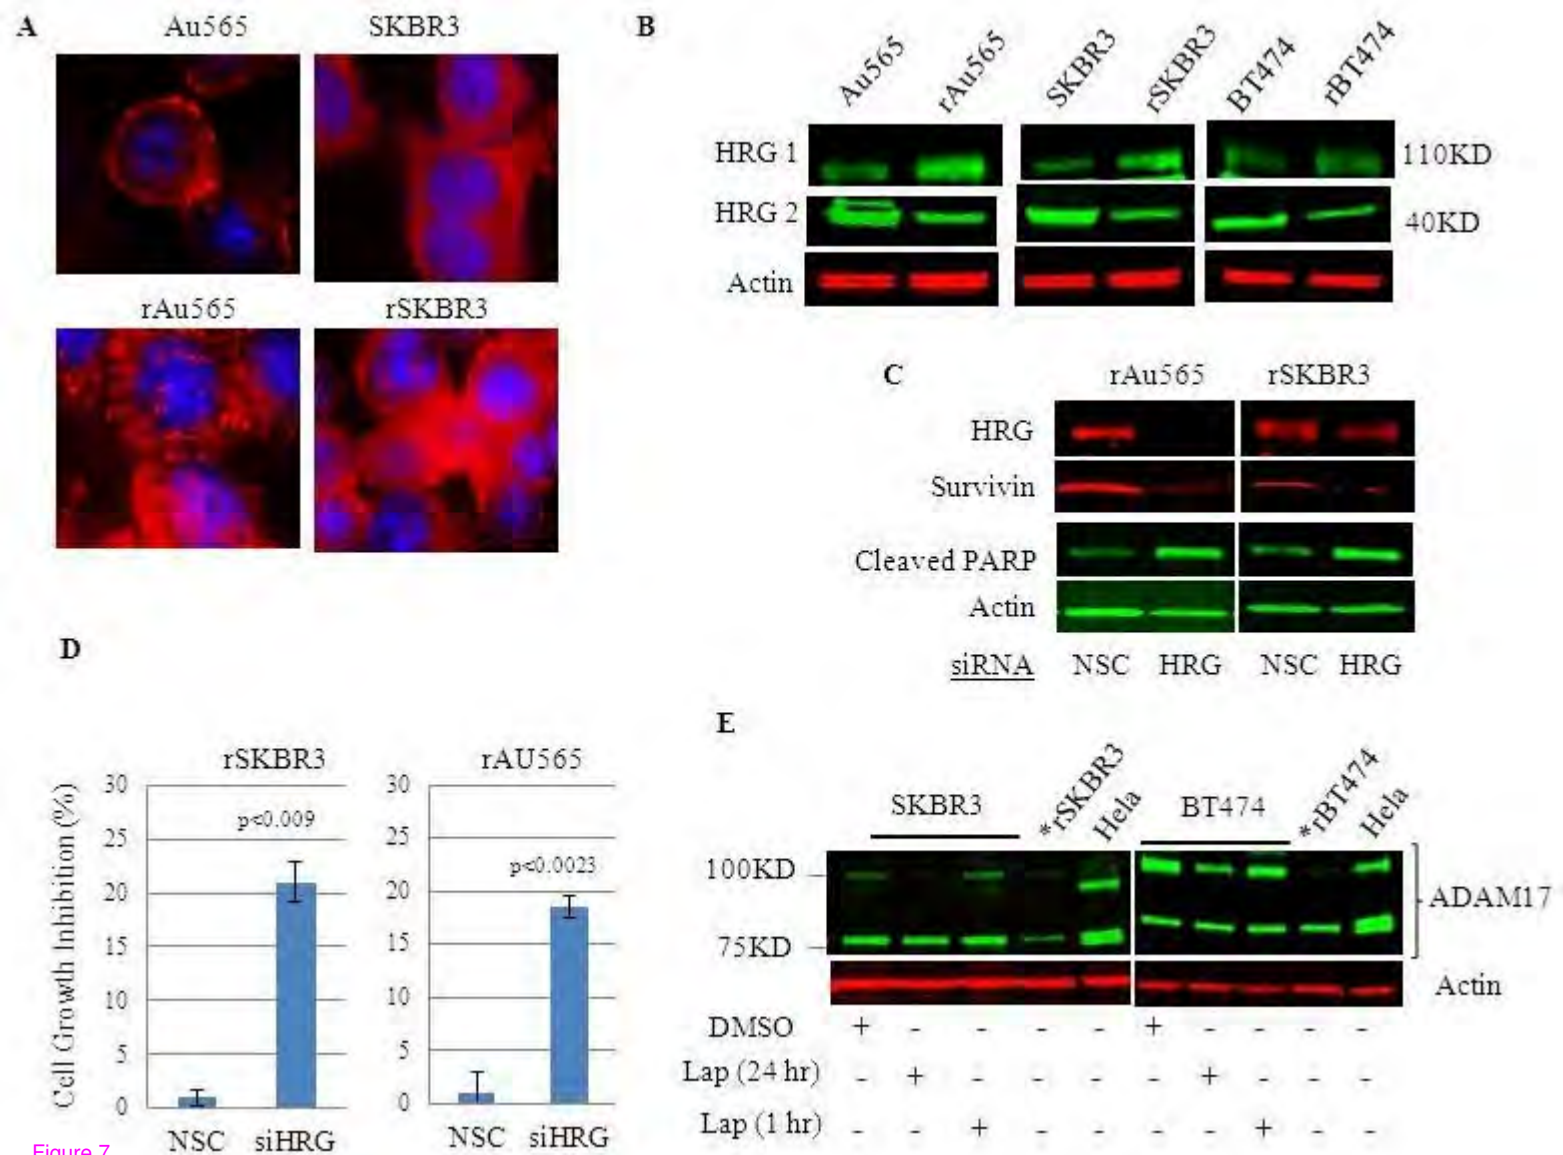 A
Au565 SKBR3
rAu565 rSKBR3
B
Au565 rAu565 SKBR3 rSKBR3 BT474 rBT474
HRG 1 110KD
HRG 2 40KD
Actin
C
rAu565 rSKBR3
HRG
Survivin
Cleaved PARP
Actin
siRNA NSC HRG NSC HRG
D
Cell Growth Inhibition (%)
rSKBR3
30
25
20
15
10
5
0
p<0.009
NSC siHRG
rAU565
30
25
20
15
10
5
0
p<0.0023
NSC siHRG
E
SKBR3 *rSKBR3 Hela BT474 *rBT474 Hela
100KD
75KD
ADAM17
Actin
DMSO + - - - - + - - - -
Lap (24 hr) - + - - - - + - - -
Lap (1 hr) - - + - - - - + - -
Figure 7